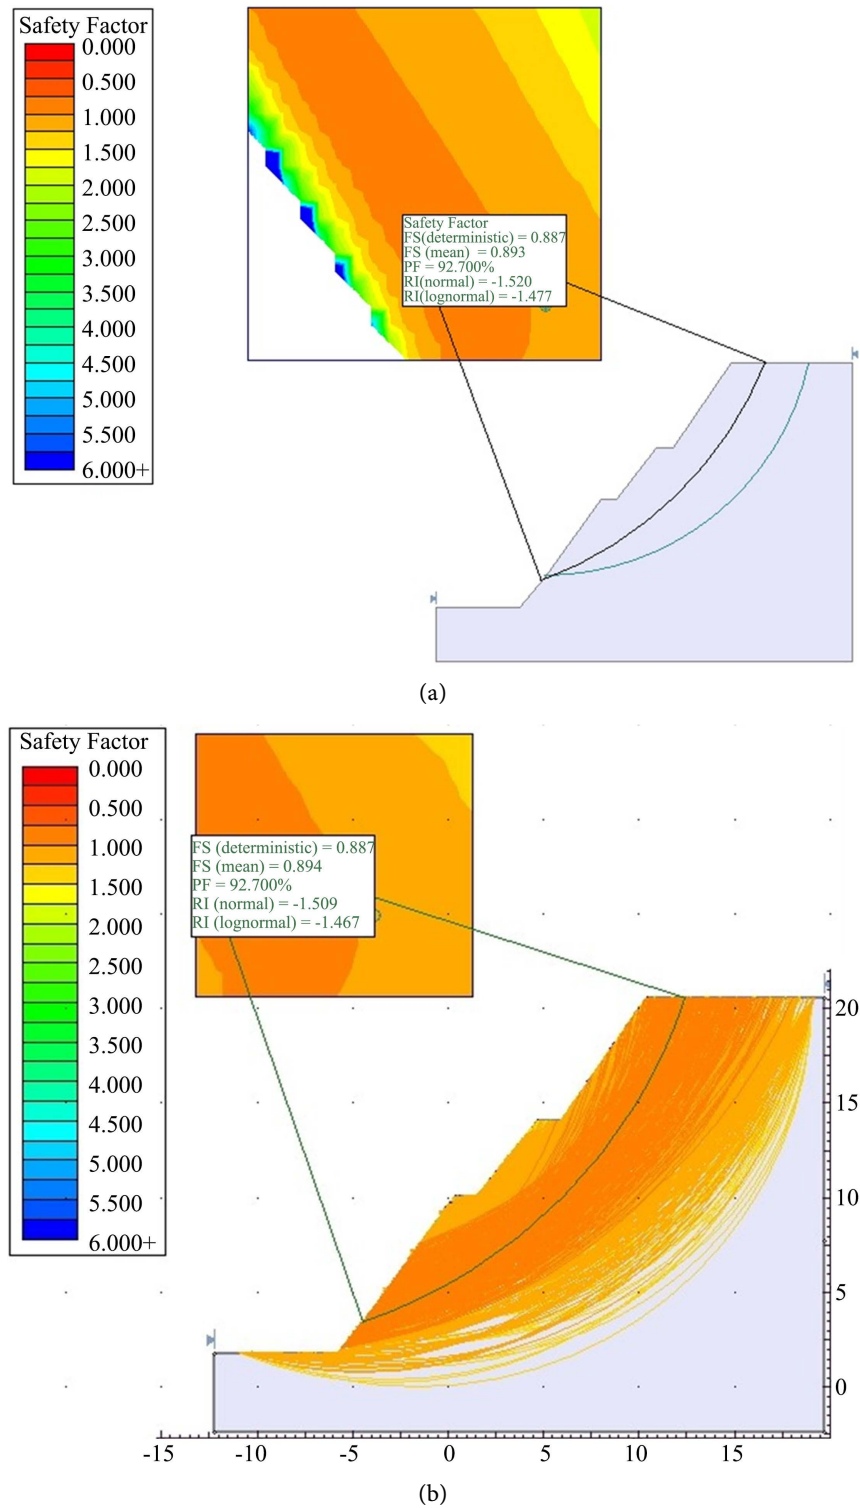 Safety Factor
0.000
0.500
1.000
1.500
2.000
2.500
3.000
3.500
4.000
4.500
5.000
5.500
6.000+
Safety Factor
FS(deterministic) = 0.887
FS (mean) = 0.893
PF = 92.700%
RI(normal) = -1.520
RI(lognormal) = -1.477
(a)
Safety Factor
0.000
0.500
1.000
1.500
2.000
2.500
3.000
3.500
4.000
4.500
5.000
5.500
6.000+
FS (deterministic) = 0.887
FS (mean) = 0.894
PF = 92.700%
RI (normal) = -1.509
RI (lognormal) = -1.467
20
15
10
5
0
-15 -10 -5 0 5 10 15
(b)